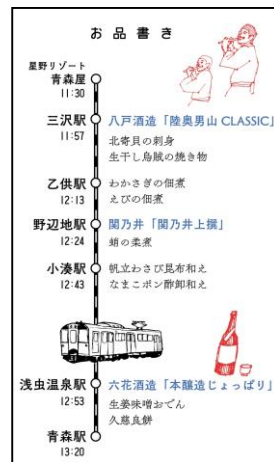 お品書き
星野リゾート
青森屋
11:30
三沢駅 八戸酒造「陸奥男山 CLASSIC」
11:57
北寄貝の刺身
生干し烏賊の焼き物
乙供駅 わかさぎの佃煮
12:13 えびの佃煮
野辺地駅 関乃井「関乃井上撰」
12:24 蛸の柔煮
小湊駅 帆立わさび昆布和え
12:43 なまこポン酢卸和え
浅虫温泉駅 六花酒造「本醸造じょっぱり」
12:53 生姜味噌おでん
久慈良餅
青森駅
13:20